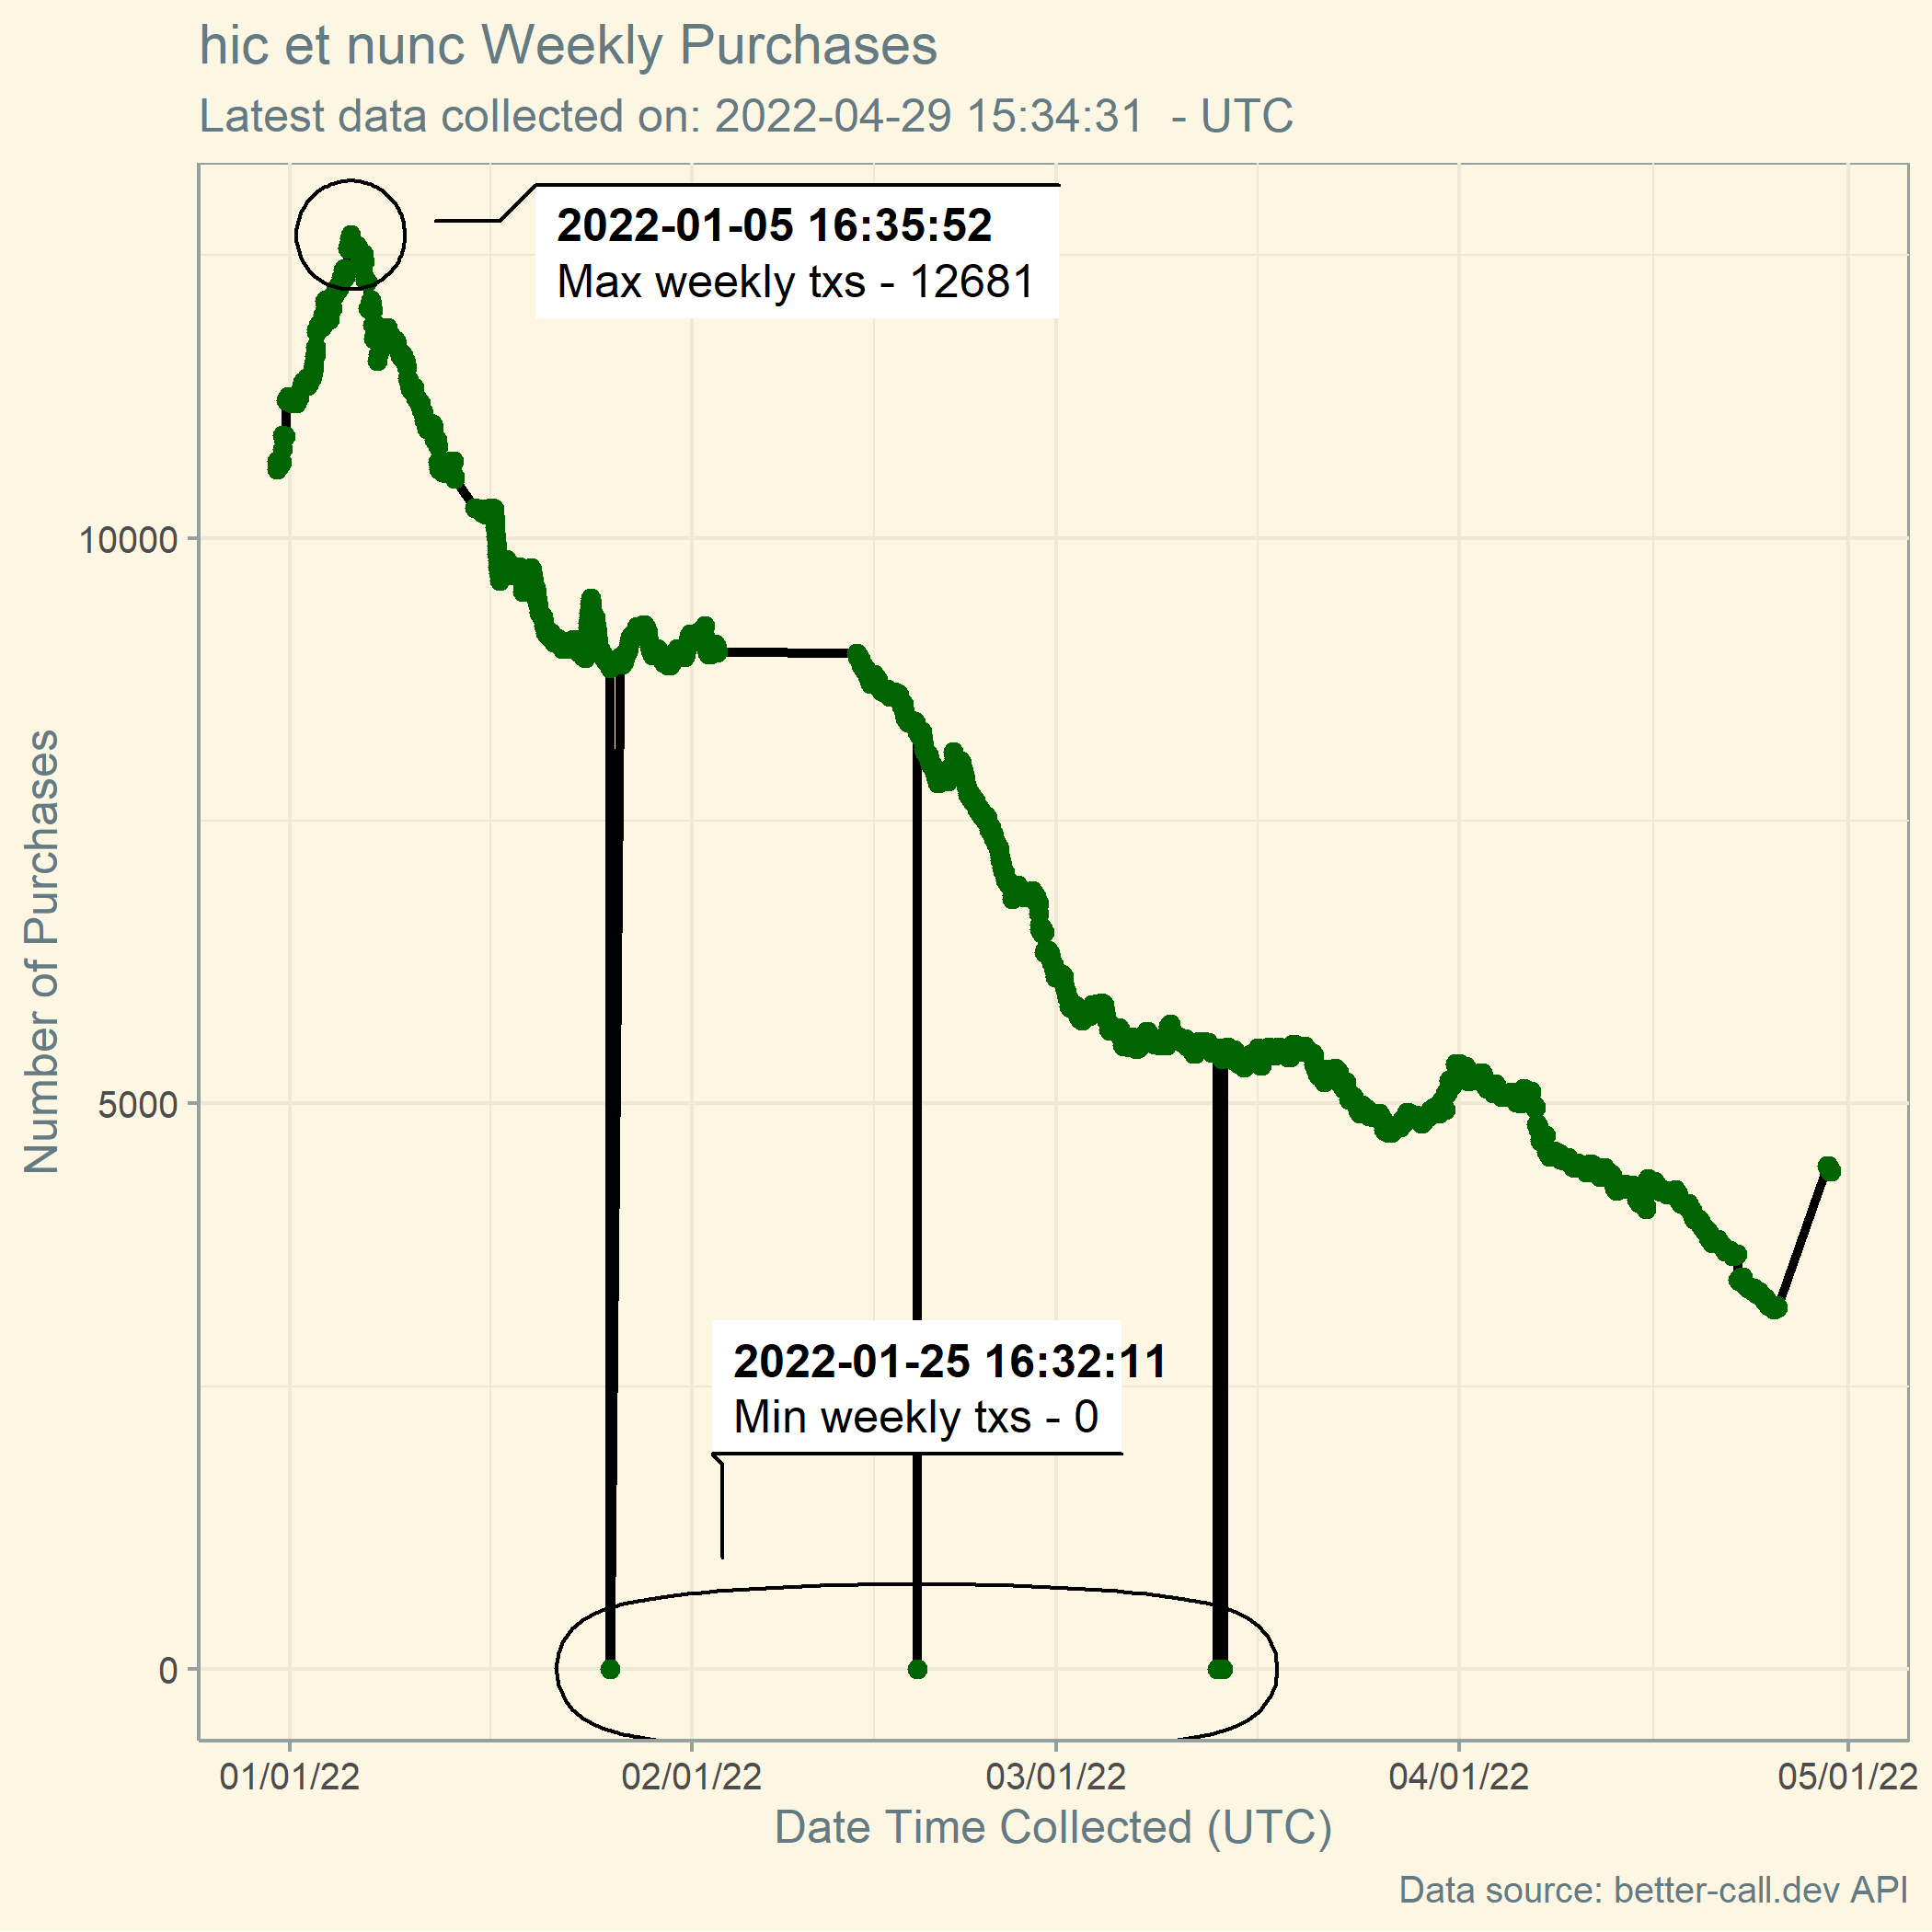 hic et nunc Weekly Purchases
Latest data collected on: 2022-04-29 15:34:31  - UTC
2022-01-05 16:35:52
Max weekly txs - 12681
10000
5000
0
Number of Purchases
2022-01-25 16:32:11
Min weekly txs - 0
01/01/22 02/01/22 03/01/22 04/01/22 05/01/22
Date Time Collected (UTC)
Data source: better-call.dev API